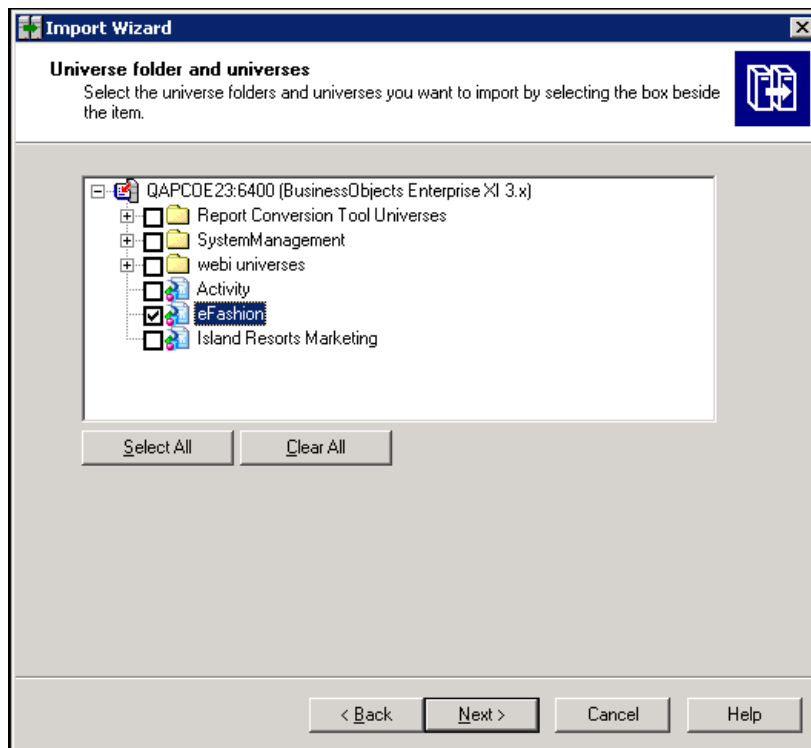 Import Wizard
Universe folder and universes
Select the universe folders and universes you want to import by selecting the box beside
the item.
QAPCOE23:6400 (BusinessObjects Enterprise XI 3.x)
Report Conversion Tool Universes
SystemManagement
webi universes
Activity
eFashion
Island Resorts Marketing
Select All Clear All
< Back Next > Cancel Help